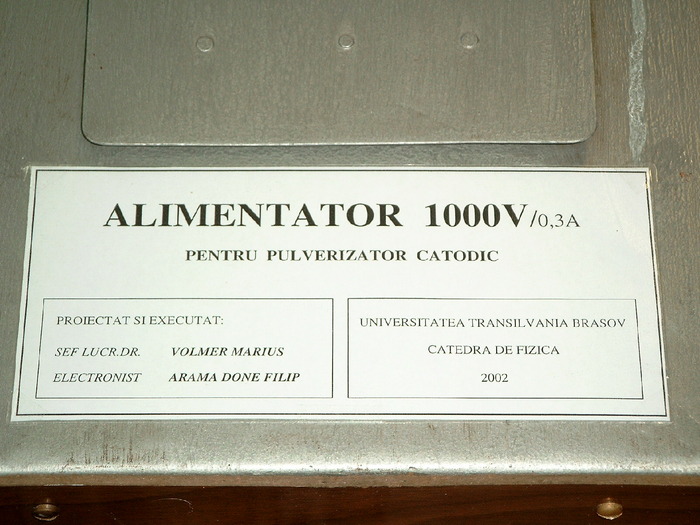 ALIMENTATOR 1000V/0,3A
PENTRU PULVERIZATOR CATODIC
PROIECTAT SI EXECUTAT:
SEF LUCR.DR. VOLMER MARIUS
ELECTRONIST ARAMA DONE FILIP
UNIVERSITATEA TRANSILVANIA BRASOV
CATEDRA DE FIZICA
2002